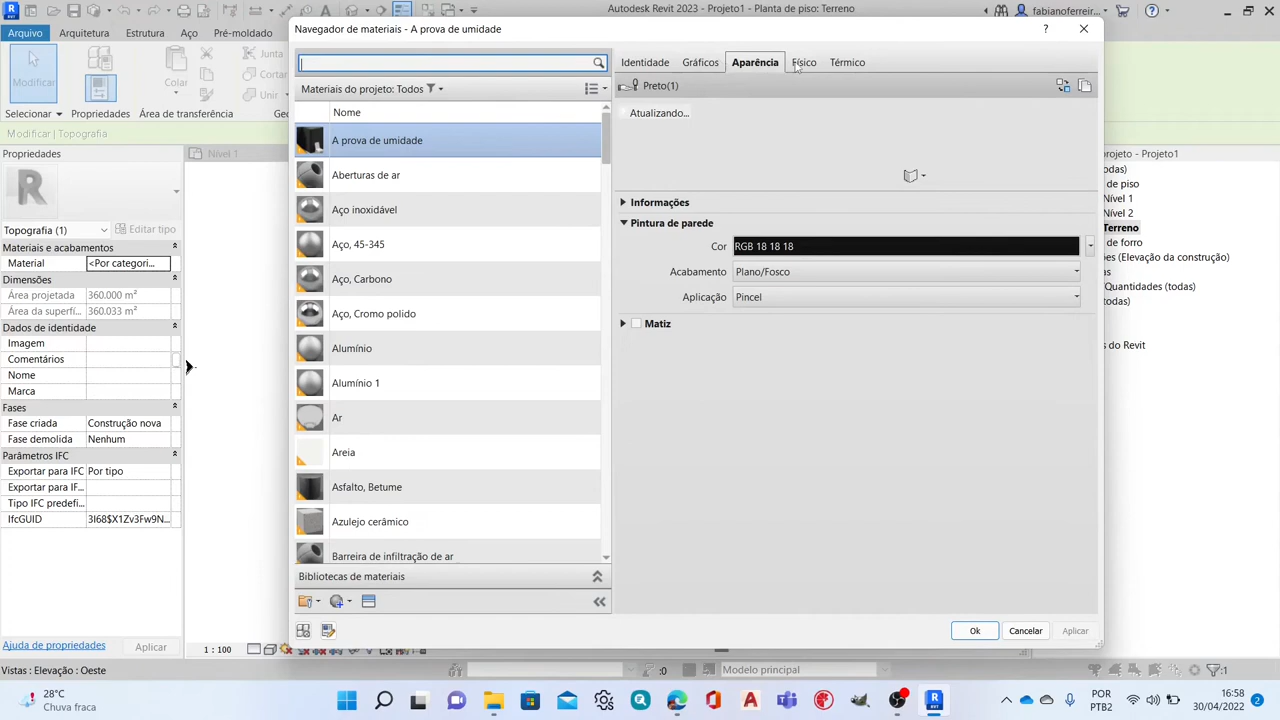 Autodesk Revit 2023 - Projeto1 - Planta de piso: Terreno
fabianoferreir...
Arquivo Arquitetura Estrutura Aço Pré-moldado
Modificar
Junta
Cortar
Unir
Selecionar Propriedades Área de transferência
Modificar | Topografia
Propriedades
Topografia (1) Editar tipo
Materiais e acabamentos
Material <Por categori...
Dimensões
Área projetada 360.000 m²
Área da superfí... 360.033 m²
Dados de identidade
Imagem
Comentários
Nome
Marca
Fases
Fase criada Construção nova
Fase demolida Nenhum
Parâmetros IFC
Exportar para IFC Por tipo
Exportar para IF...
Tipo IFC predefi...
IfcGUID 3I68$X1Zv3Fw9N...
Ajuda de propriedades Aplicar
Nível 1
Navegador de materiais - A prova de umidade
?
Materiais do projeto: Todos
Nome
A prova de umidade
Aberturas de ar
Aço inoxidável
Aço, 45-345
Aço, Carbono
Aço, Cromo polido
Alumínio
Alumínio 1
Ar
Areia
Asfalto, Betume
Azulejo cerâmico
Barreira de infiltração de ar
Bibliotecas de materiais
Identidade Gráficos Aparência Físico Térmico
Preto(1)
Atualizando...
Informações
Pintura de parede
Cor RGB 18 18 18
Acabamento Plano/Fosco
Aplicação Pincel
Matiz
Ok Cancelar Aplicar
projeto - Projeto1
odas)
de piso
Nível 1
Nível 2
Terreno
de forro
es (Elevação da construção)
as
Quantidades (todas)
todas)
do Revit
1 : 100
Vistas : Elevação : Oeste
:0
Modelo principal
:1
28°C
Chuva fraca
POR
PTB2
16:58
30/04/2022
2